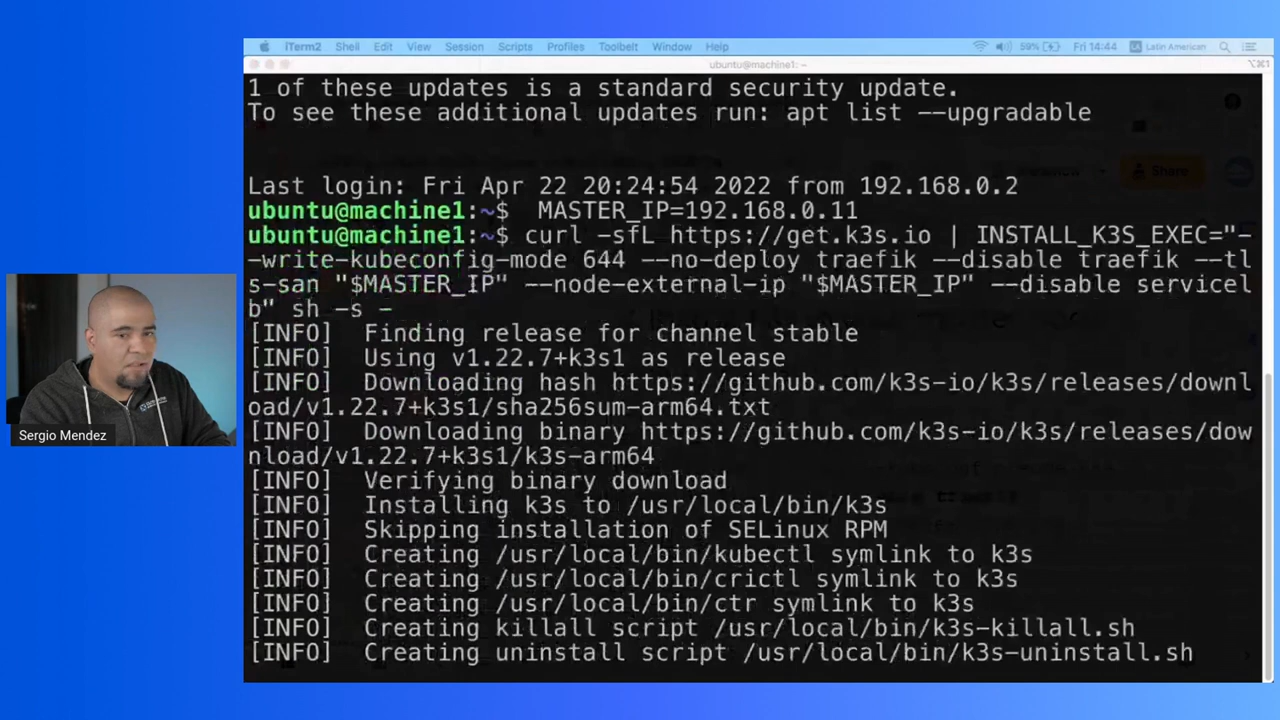 iTerm2 Shell Edit View Session Scripts Profiles Toolbelt Window Help 59% Fri 14:44 Latin American
ubuntu@machine1: ~ ⌥⌘1
1 of these updates is a standard security update.
To see these additional updates run: apt list --upgradable
Share
Last login: Fri Apr 22 20:24:54 2022 from 192.168.0.2
ubuntu@machine1:~$  MASTER_IP=192.168.0.11
ubuntu@machine1:~$ curl -sfL https://get.k3s.io | INSTALL_K3S_EXEC="-
-write-kubeconfig-mode 644 --no-deploy traefik --disable traefik --tl
s-san "$MASTER_IP" --node-external-ip "$MASTER_IP" --disable servicel
b" sh -s -
[INFO]  Finding release for channel stable
[INFO]  Using v1.22.7+k3s1 as release
[INFO]  Downloading hash https://github.com/k3s-io/k3s/releases/downl
oad/v1.22.7+k3s1/sha256sum-arm64.txt
[INFO]  Downloading binary https://github.com/k3s-io/k3s/releases/dow
nload/v1.22.7+k3s1/k3s-arm64
[INFO]  Verifying binary download
[INFO]  Installing k3s to /usr/local/bin/k3s
[INFO]  Skipping installation of SELinux RPM
[INFO]  Creating /usr/local/bin/kubectl symlink to k3s
[INFO]  Creating /usr/local/bin/crictl symlink to k3s
[INFO]  Creating /usr/local/bin/ctr symlink to k3s
[INFO]  Creating killall script /usr/local/bin/k3s-killall.sh
[INFO]  Creating uninstall script /usr/local/bin/k3s-uninstall.sh
Sergio Mendez